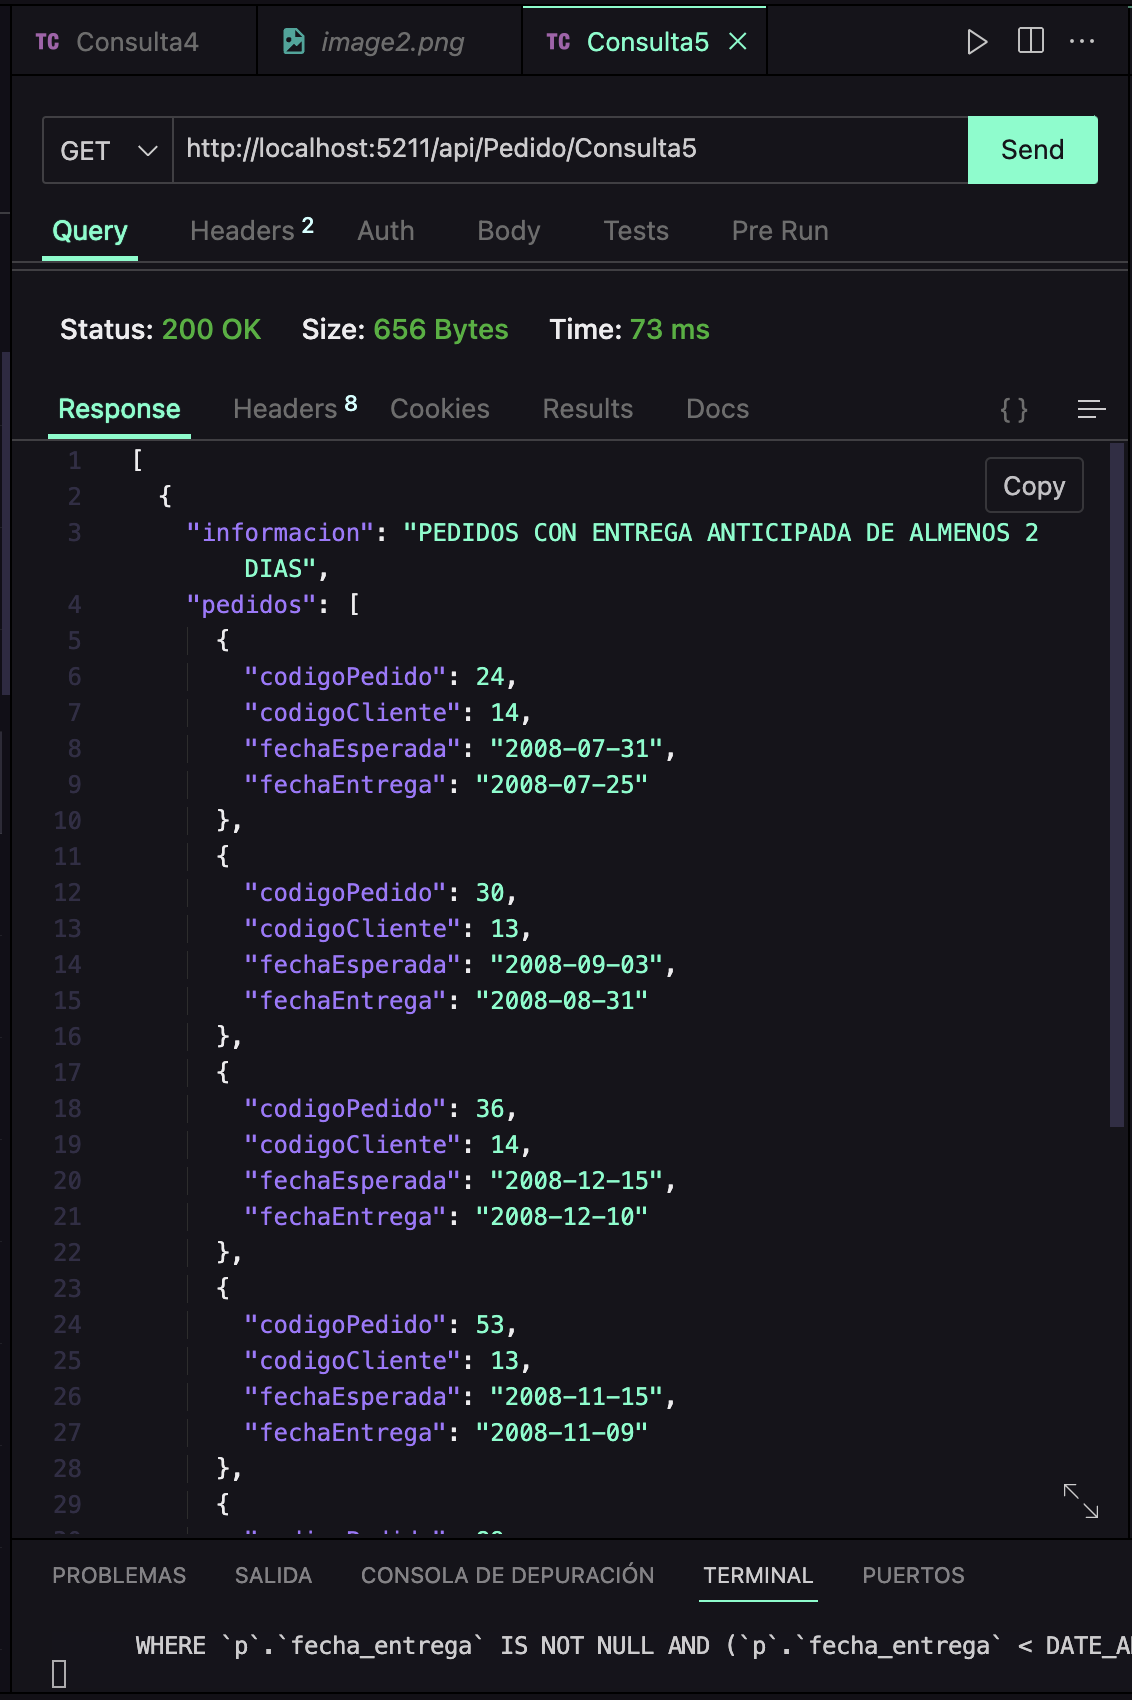 TC Consulta4 image2.png TC Consulta5
GET http://localhost:5211/api/Pedido/Consulta5 Send
Query Headers 2 Auth Body Tests Pre Run
Status: 200 OK Size: 656 Bytes Time: 73 ms
Response Headers 8 Cookies Results Docs { }
Copy
1 [
2 {
3 "informacion": "PEDIDOS CON ENTREGA ANTICIPADA DE ALMENOS 2
DIAS",
4 "pedidos": [
5 {
6 "codigoPedido": 24,
7 "codigoCliente": 14,
8 "fechaEsperada": "2008-07-31",
9 "fechaEntrega": "2008-07-25"
10 },
11 {
12 "codigoPedido": 30,
13 "codigoCliente": 13,
14 "fechaEsperada": "2008-09-03",
15 "fechaEntrega": "2008-08-31"
16 },
17 {
18 "codigoPedido": 36,
19 "codigoCliente": 14,
20 "fechaEsperada": "2008-12-15",
21 "fechaEntrega": "2008-12-10"
22 },
23 {
24 "codigoPedido": 53,
25 "codigoCliente": 13,
26 "fechaEsperada": "2008-11-15",
27 "fechaEntrega": "2008-11-09"
28 },
29 {
PROBLEMAS SALIDA CONSOLA DE DEPURACIÓN TERMINAL PUERTOS
WHERE `p`.`fecha_entrega` IS NOT NULL AND (`p`.`fecha_entrega` < DATE_A